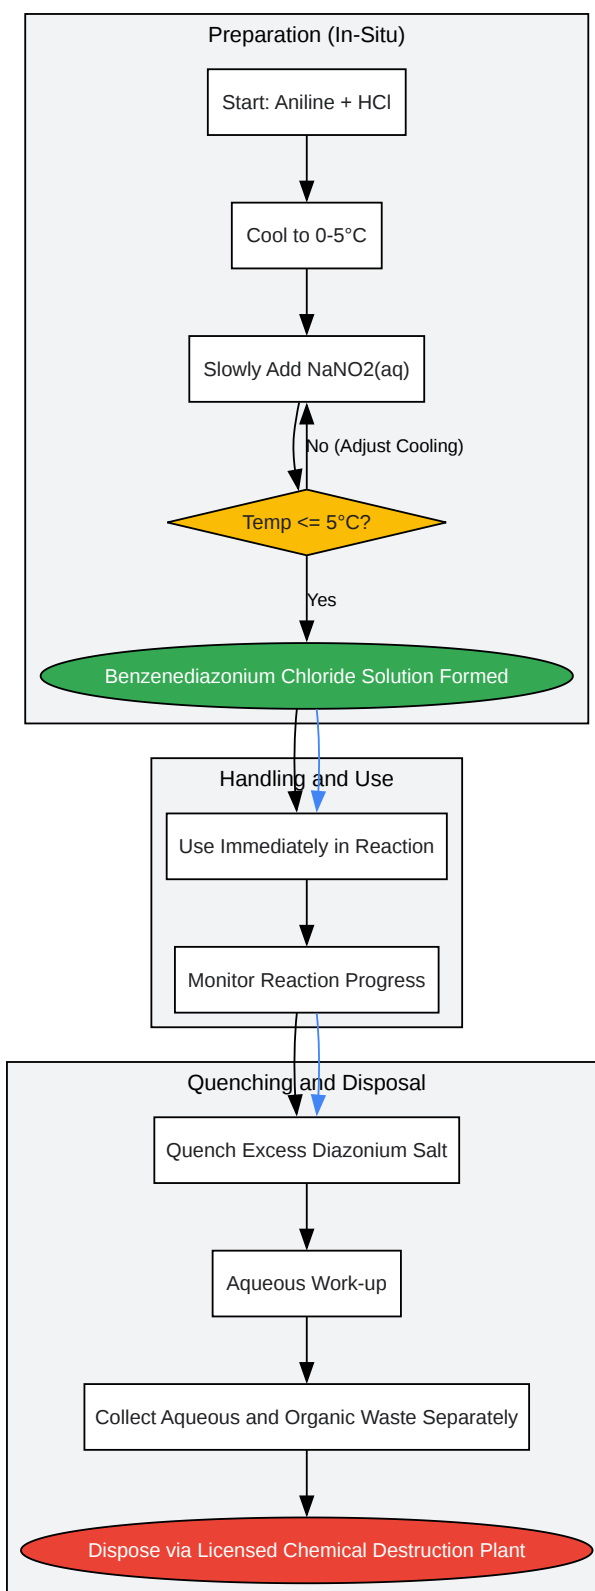 Preparation (In-Situ)
Start: Aniline + HCl
Cool to 0-5°C
Slowly Add NaNO2(aq)
No (Adjust Cooling)
Temp <= 5°C?
Yes
Benzenediazonium Chloride Solution Formed
Handling and Use
Use Immediately in Reaction
Monitor Reaction Progress
Quenching and Disposal
Quench Excess Diazonium Salt
Aqueous Work-up
Collect Aqueous and Organic Waste Separately
Dispose via Licensed Chemical Destruction Plant